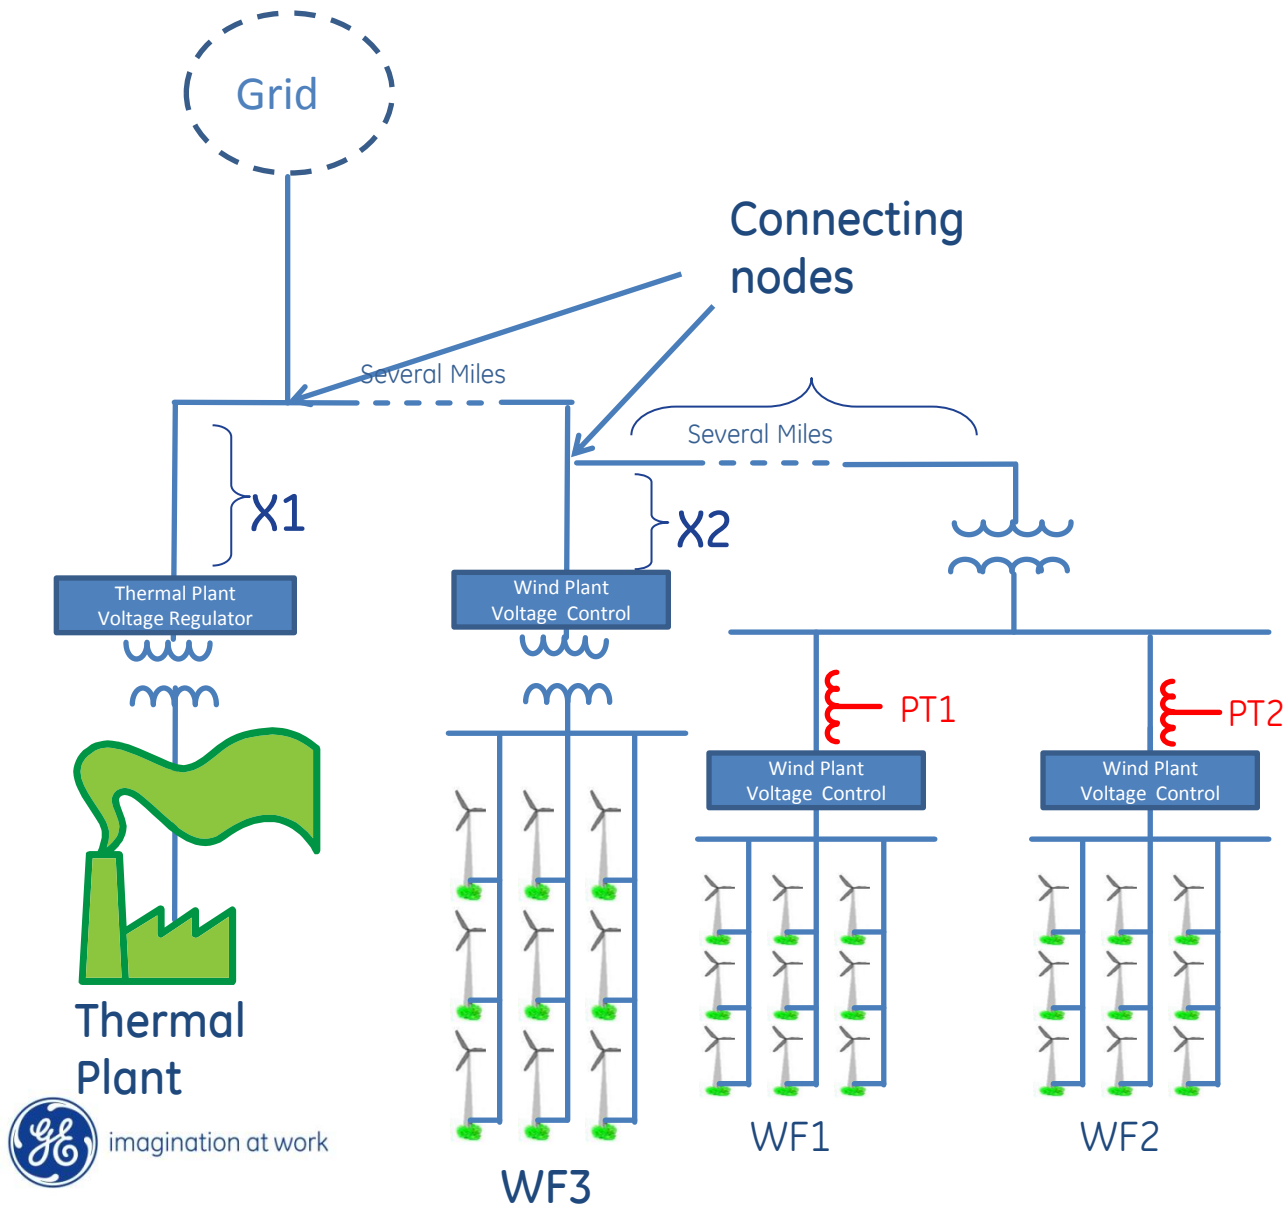 Grid
Connecting
nodes
Several Miles
Several Miles
X1
X2
Thermal Plant
Voltage Regulator
Wind Plant
Voltage Control
PT1
PT2
Wind Plant
Voltage Control
Wind Plant
Voltage Control
Thermal
Plant
GE
imagination at work
WF1
WF2
WF3